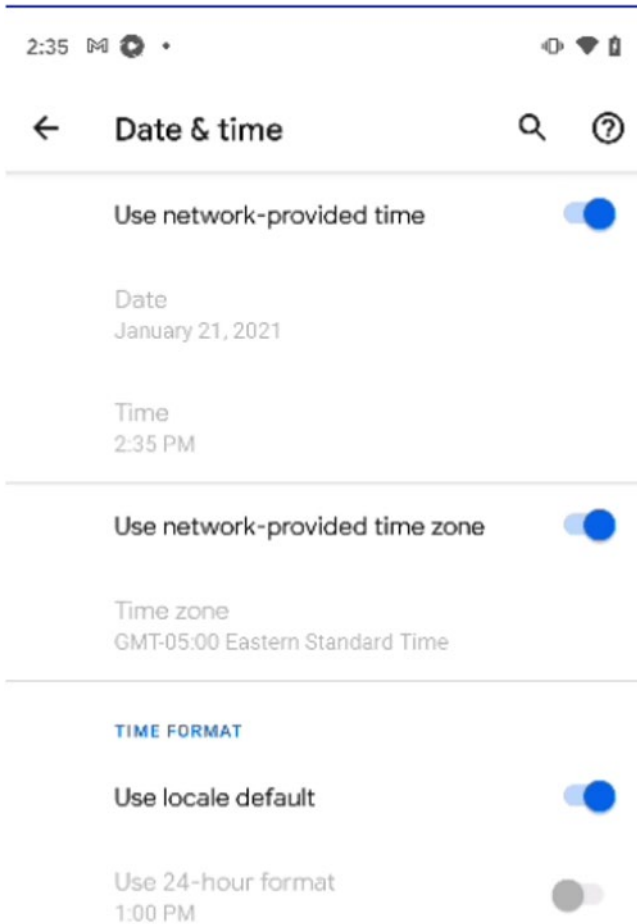 2:35
Date & time
Use network-provided time
Date
January 21, 2021
Time
2:35 PM
Use network-provided time zone
Time zone
GMT-05:00 Eastern Standard Time
TIME FORMAT
Use locale default
Use 24-hour format
1:00 PM